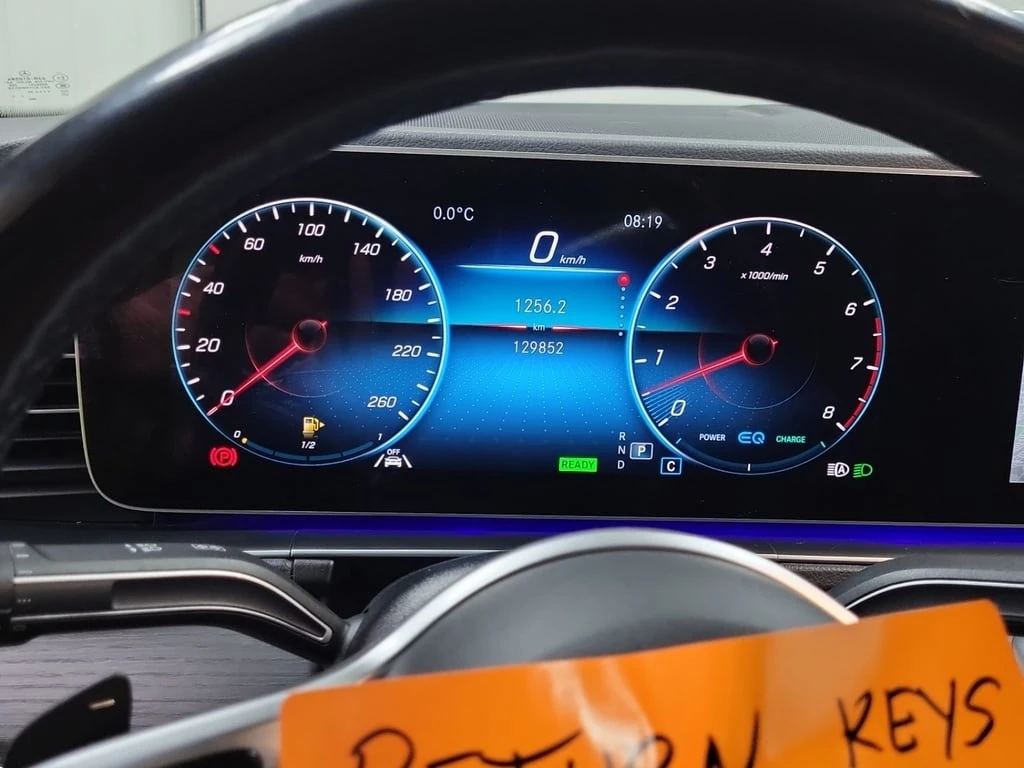 0.0°C
08:19
0 km/h
1256.2
km
129852
0
20
40
60
100
140
180
220
260
km/h
0
1/2
1
P
OFF
READY
R
N
D
P
C
0
1
2
3
4
5
6
7
8
x1000/min
POWER
EQ
CHARGE
A
RETURN KEYS